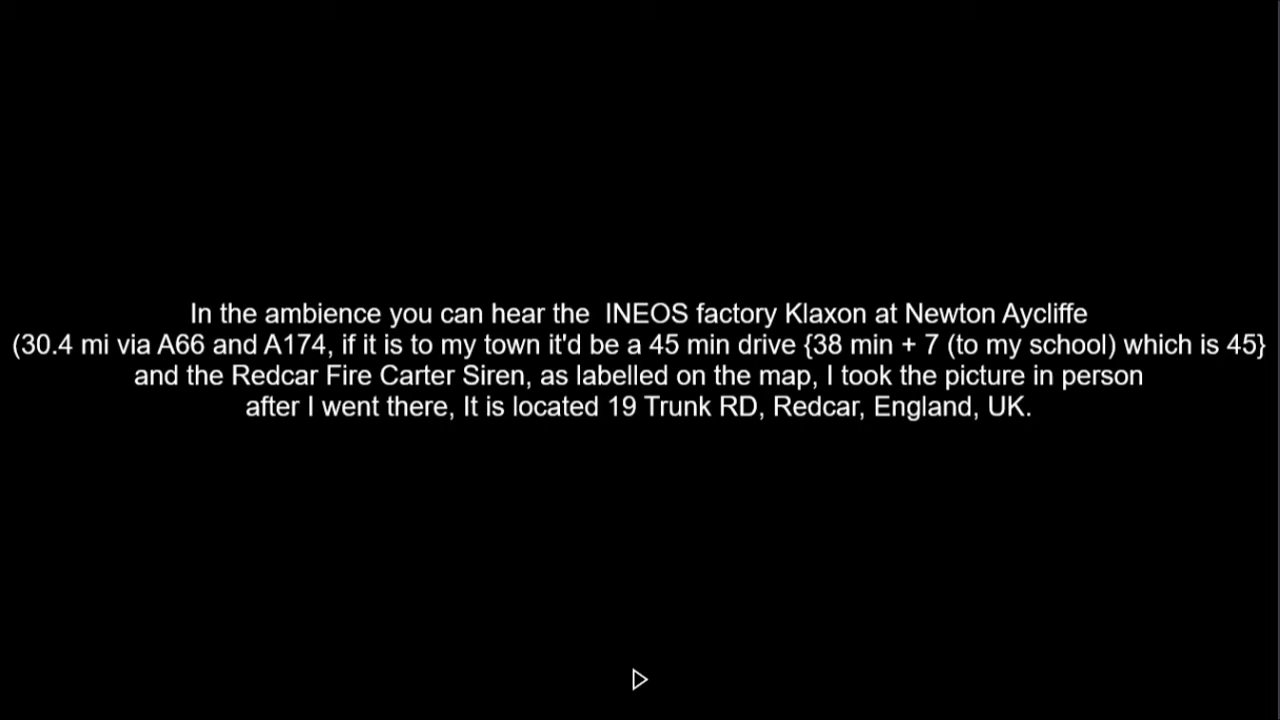 In the ambience you can hear the  INEOS factory Klaxon at Newton Aycliffe
(30.4 mi via A66 and A174, if it is to my town it'd be a 45 min drive {38 min + 7 (to my school) which is 45}
and the Redcar Fire Carter Siren, as labelled on the map, I took the picture in person
after I went there, It is located 19 Trunk RD, Redcar, England, UK.